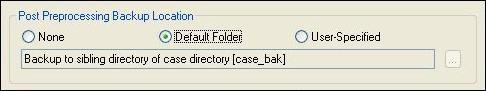 Post Preprocessing Backup Location
None Default Folder User-Specified
Backup to sibling directory of case directory [case_bak] ...